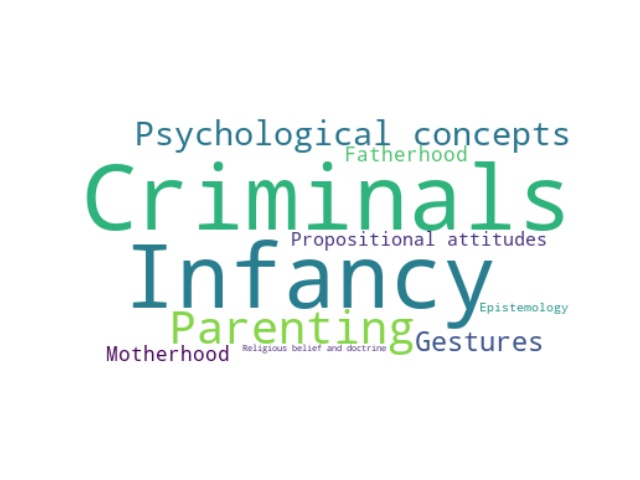 Psychological concepts
Fatherhood
Criminals
Propositional attitudes
Infancy
Epistemology
Parenting
Gestures
Religious belief and doctrine
Motherhood